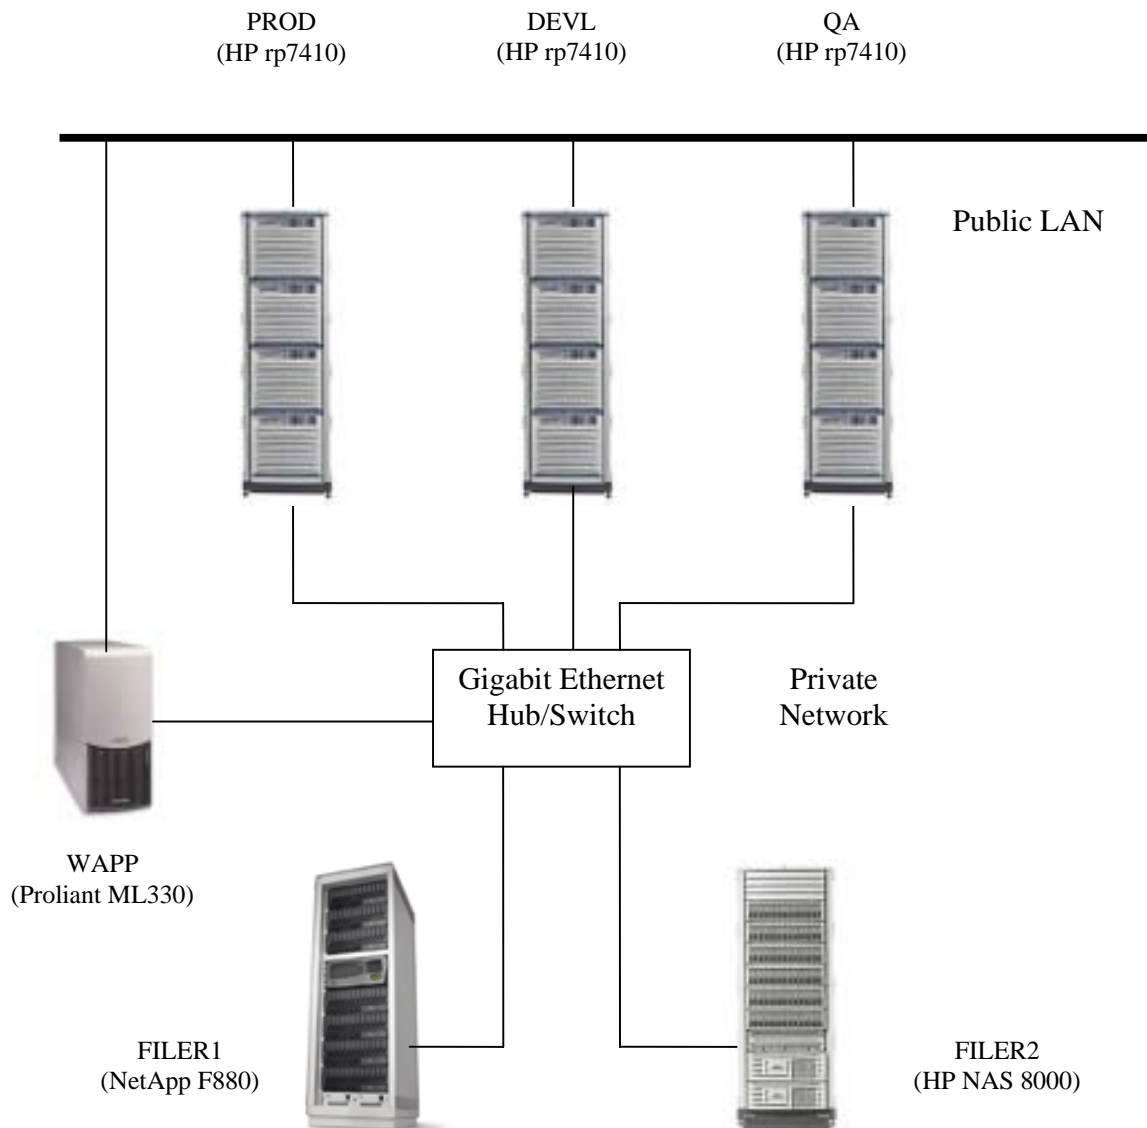 PROD
(HP rp7410)
DEVL
(HP rp7410)
QA
(HP rp7410)
Public LAN
Gigabit Ethernet
Hub/Switch
Private
Network
WAPP
(Proliant ML330)
FILER1
(NetApp F880)
FILER2
(HP NAS 8000)